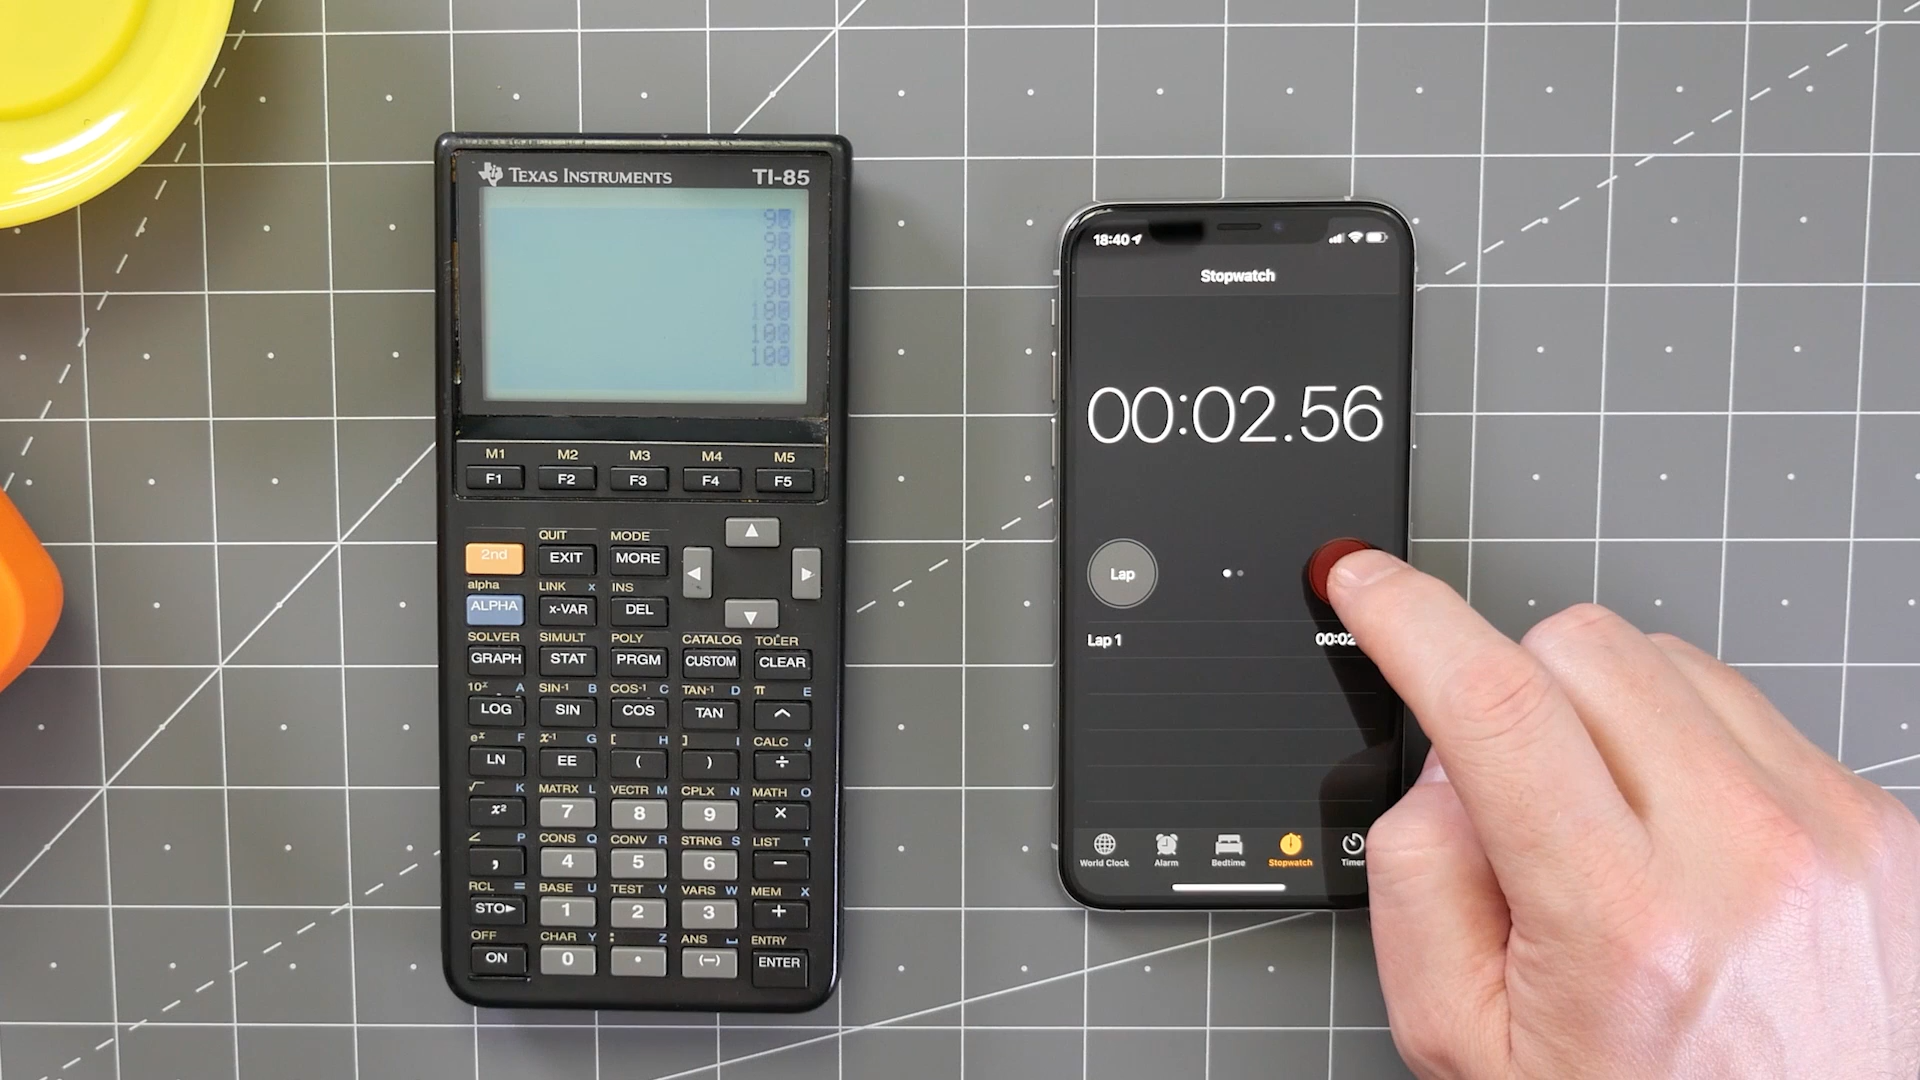 TEXAS INSTRUMENTS TI-85
100
100
M1 M2 M3 M4 M5
F1 F2 F3 F4 F5
QUIT MODE
2nd EXIT MORE
alpha LINK x INS
ALPHA x-VAR DEL
SOLVER SIMULT POLY CATALOG TOLER
GRAPH STAT PRGM CUSTOM CLEAR
10ˣ A SIN⁻¹ B COS⁻¹ C TAN⁻¹ D π E
LOG SIN COS TAN ^
eˣ F x⁻¹ G [ H ] I CALC J
LN EE ( ) ÷
√ K MATRX L VECTR M CPLX N MATH O
x² 7 8 9 ×
∠ P CONS Q CONV R STRNG S LIST T
, 4 5 6 −
RCL = BASE U TEST V VARS W MEM X
STO▸ 1 2 3 +
OFF CHAR Y : Z ANS ␣ ENTRY
ON 0 . (−) ENTER
18:40
Stopwatch
00:02.56
Lap
Lap 1 00:02
World Clock Alarm Bedtime Stopwatch Timer